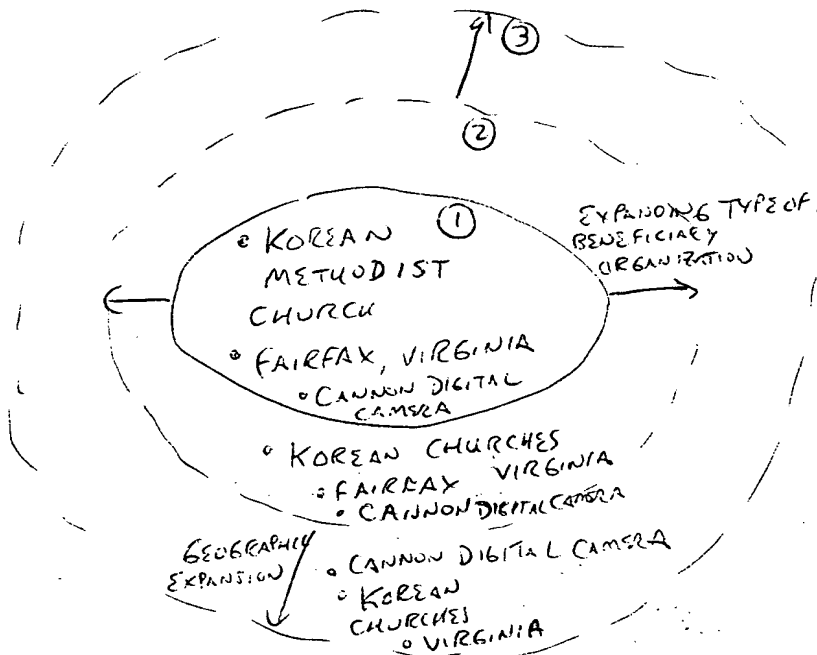 ③
②
①
• KOREAN
METHODIST
CHURCH
• FAIRFAX, VIRGINIA
• CANNON DIGITAL
CAMERA
EXPANDING TYPE OF
BENEFICIARY
ORGANIZATION
• KOREAN CHURCHES
• FAIRFAX VIRGINIA
• CANNON DIGITAL CAMERA
GEOGRAPHIC
EXPANSION
• CANNON DIGITAL CAMERA
• KOREAN
CHURCHES
• VIRGINIA